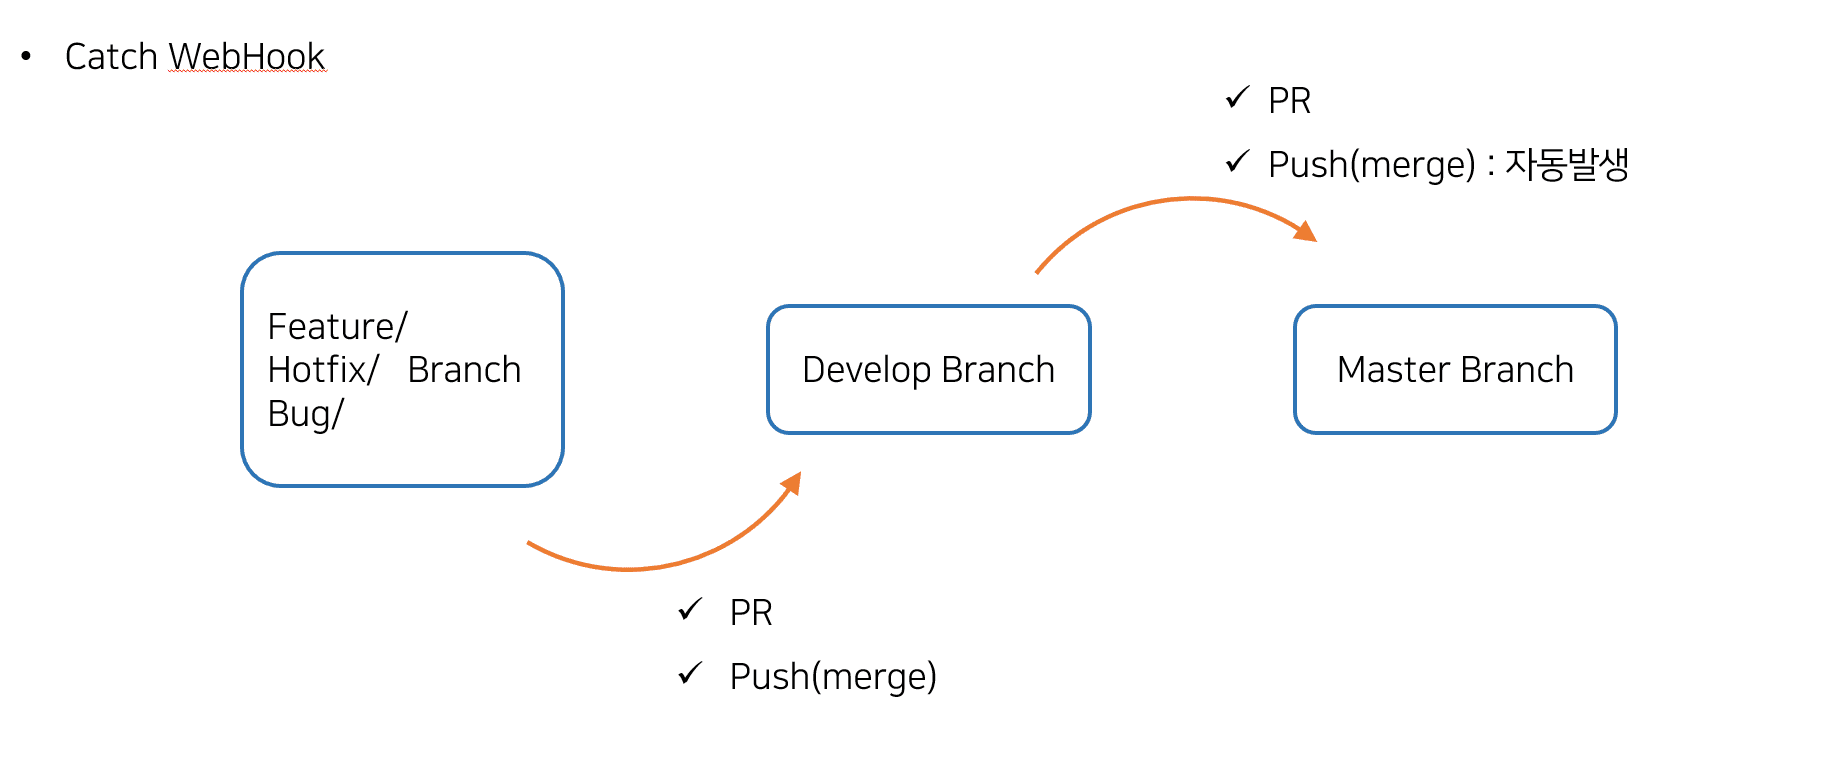 • Catch WebHook
✓ PR
✓ Push(merge) : 자동발생
Feature/
Hotfix/ Branch
Bug/
Develop Branch
Master Branch
✓ PR
✓ Push(merge)